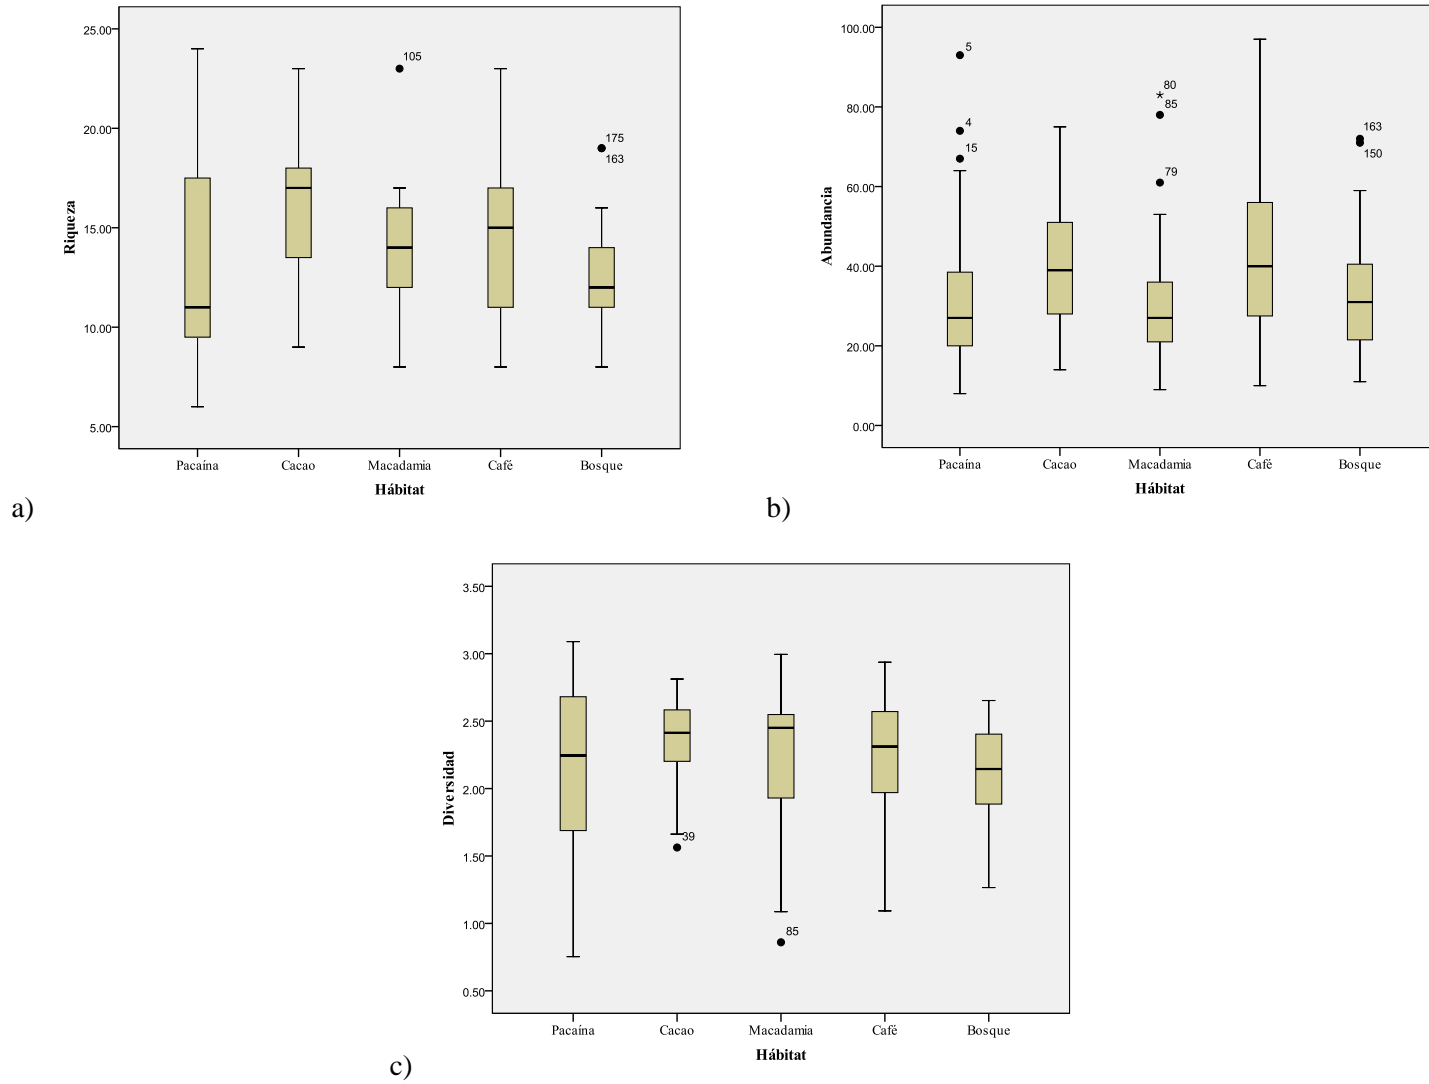 25.00
20.00
15.00
10.00
5.00
Riqueza
105
175
163
Pacaína Cacao Macadamia Café Bosque
Hábitat
a)
100.00
80.00
60.00
40.00
20.00
0.00
Abundancia
5
4
15
80
85
79
163
150
Pacaína Cacao Macadamia Café Bosque
Hábitat
b)
3.50
3.00
2.50
2.00
1.50
1.00
0.50
Diversidad
39
85
Pacaína Cacao Macadamia Café Bosque
Hábitat
c)